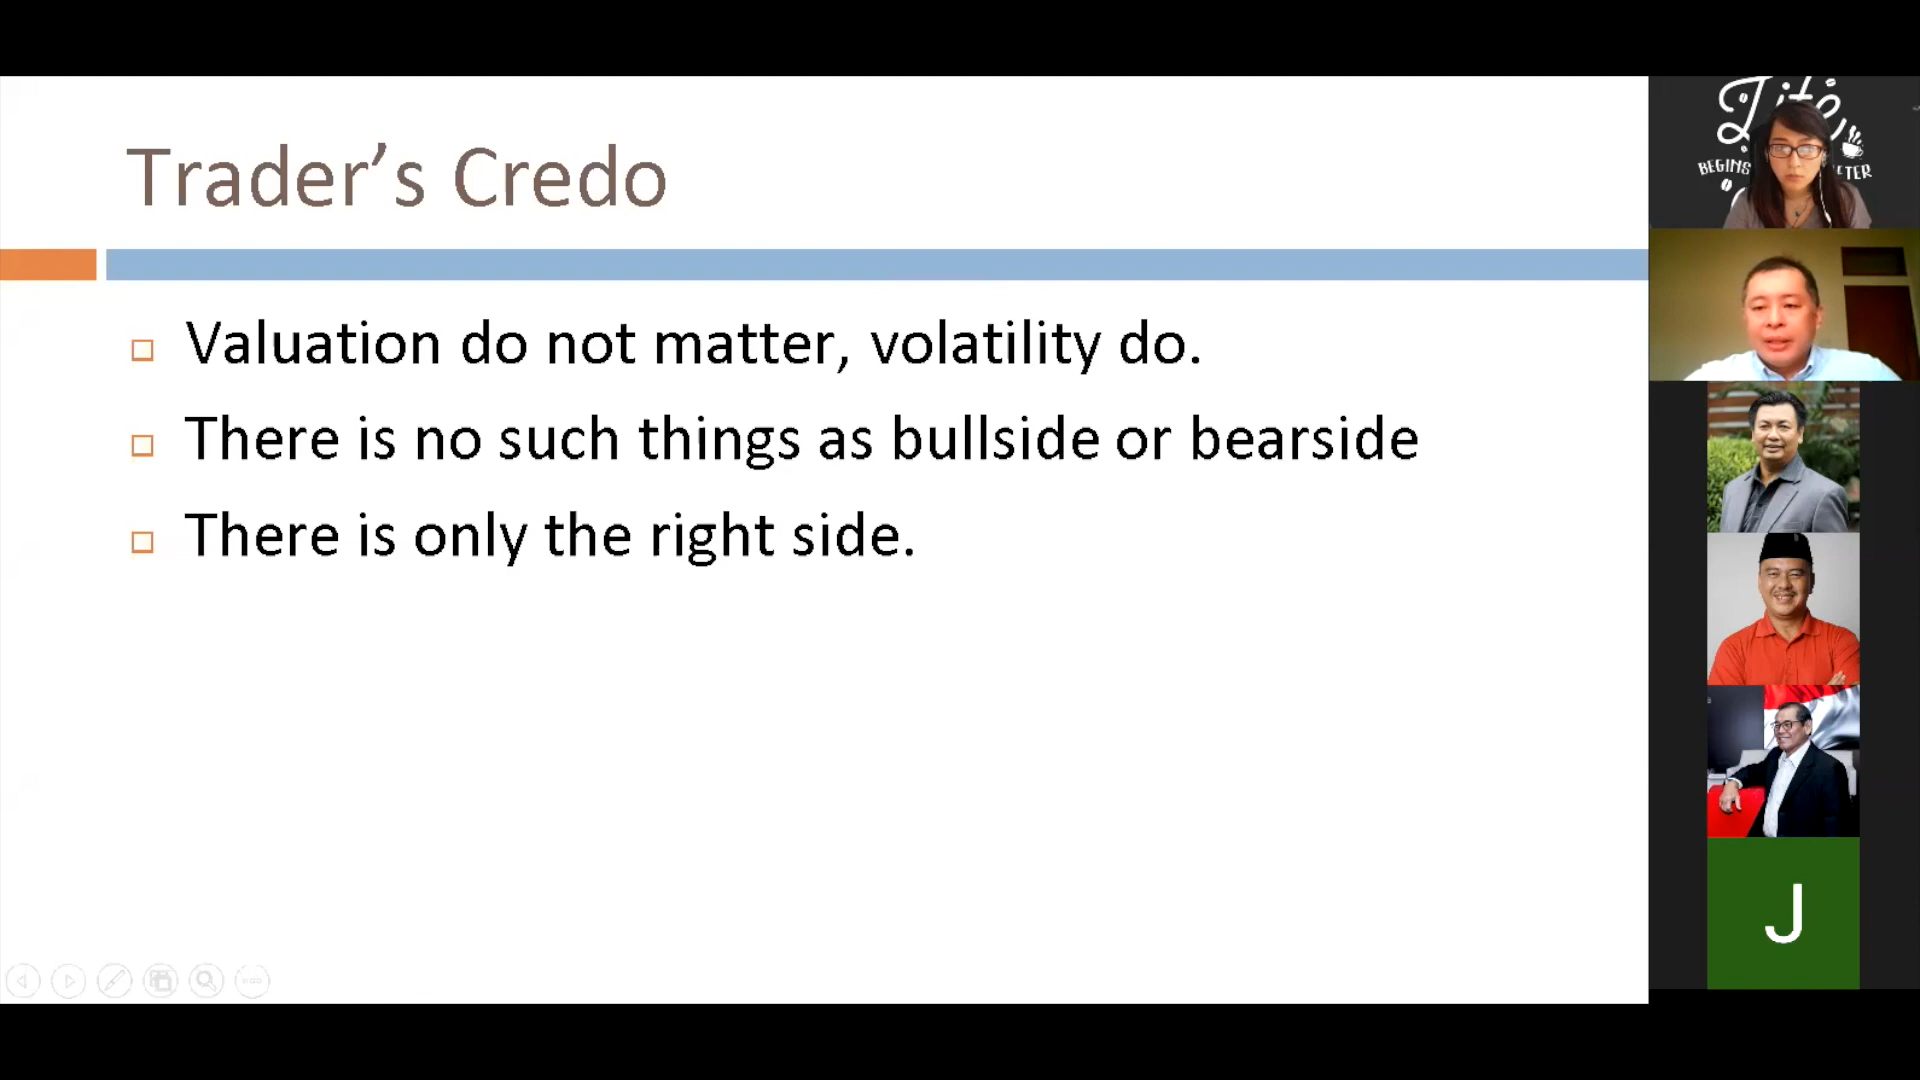 Trader’s Credo
Valuation do not matter, volatility do.
There is no such things as bullside or bearside
There is only the right side.
Life
BEGINS
J